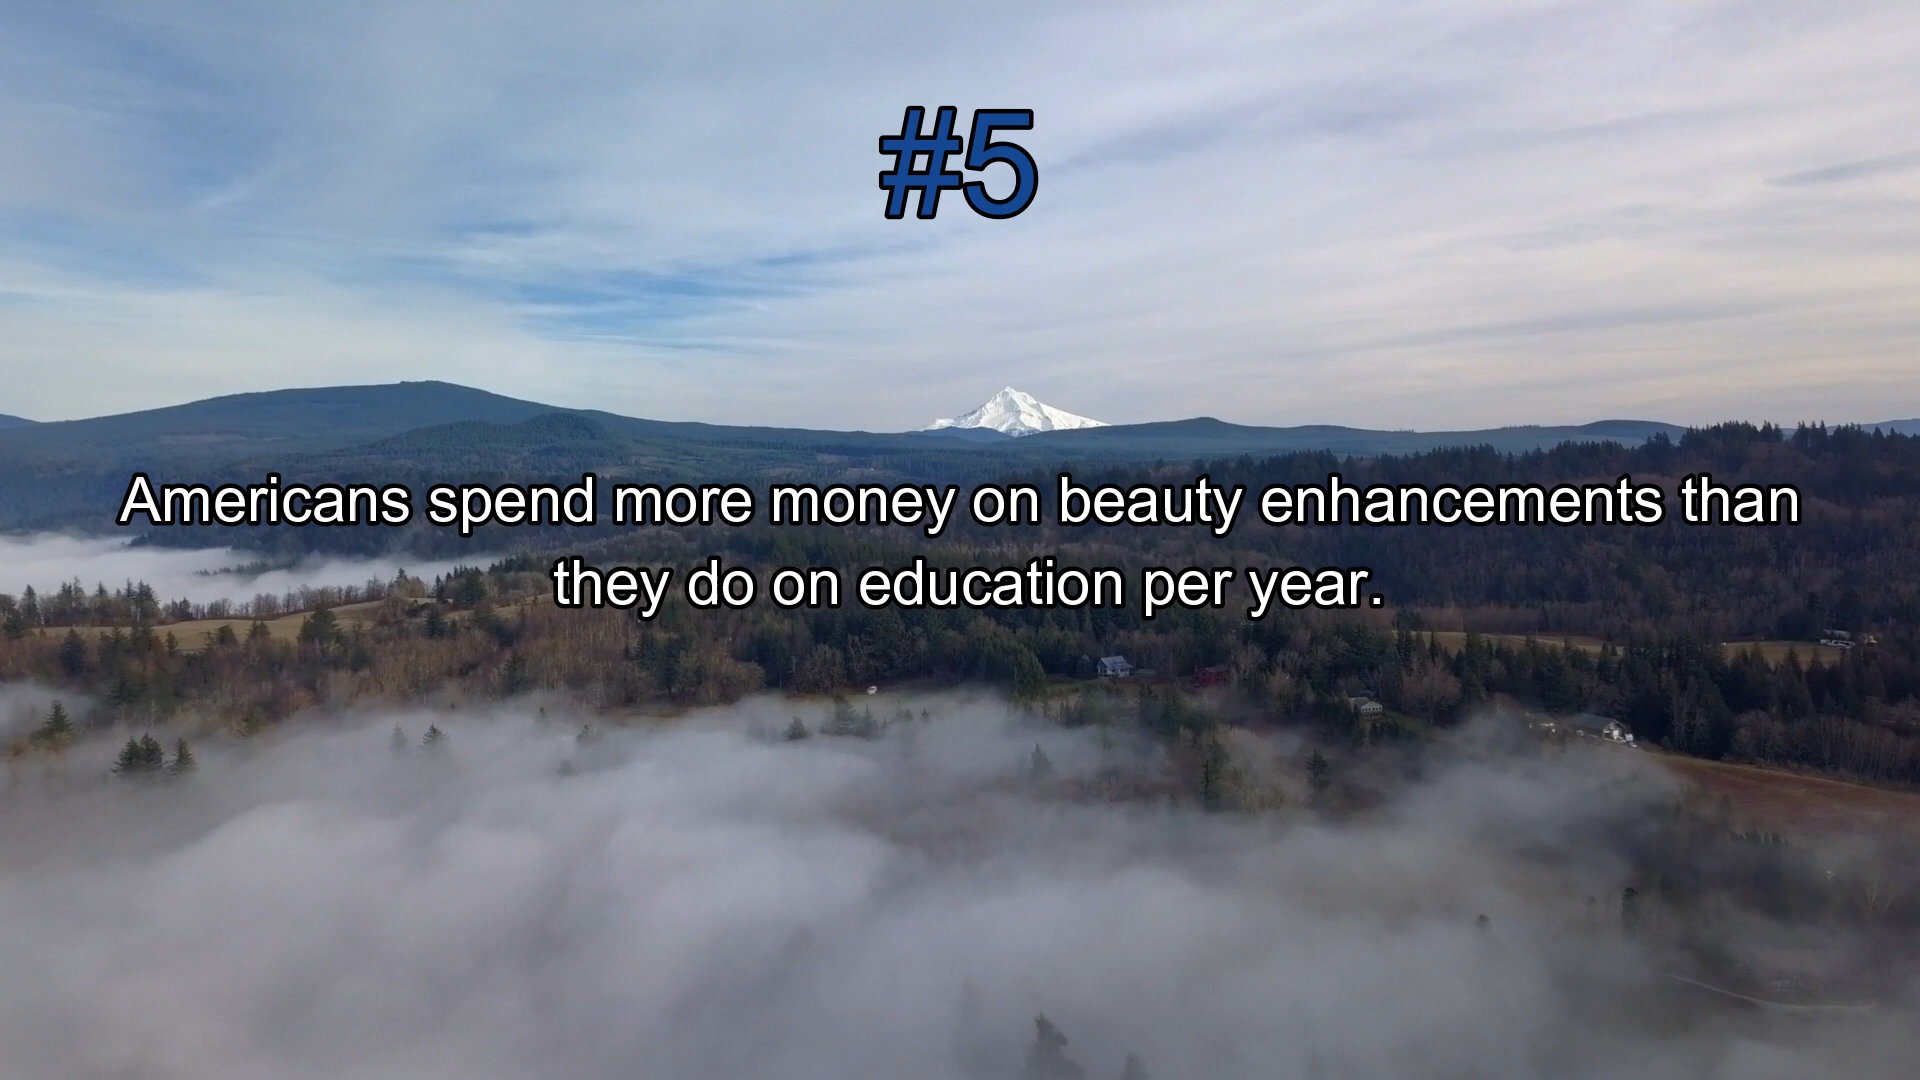 #5
Americans spend more money on beauty enhancements than
they do on education per year.